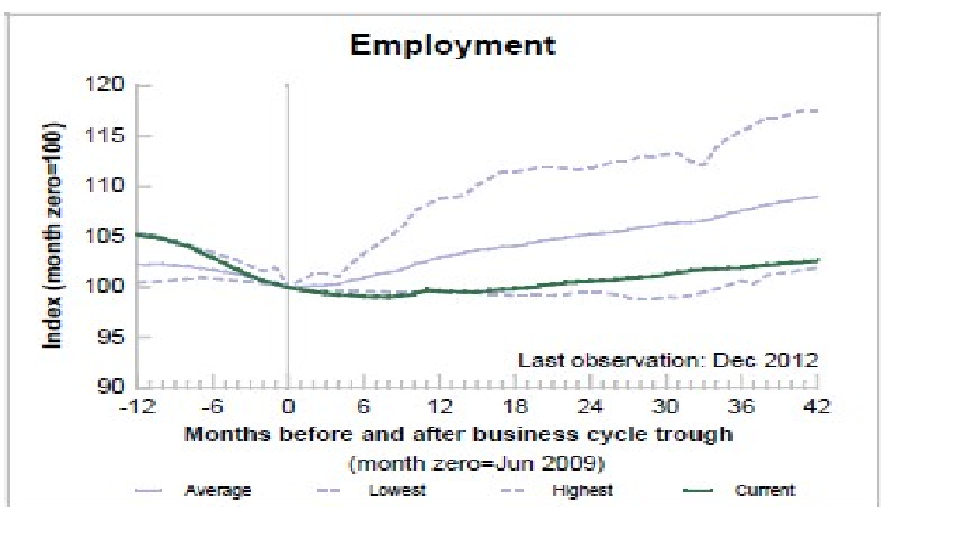 Employment
120
115
110
105
100
95
90
Index (month zero=100)
Last observation: Dec 2012
-12 -6 0 6 12 18 24 30 36 42
Months before and after business cycle trough
(month zero=Jun 2009)
Average Lowest Highest Current